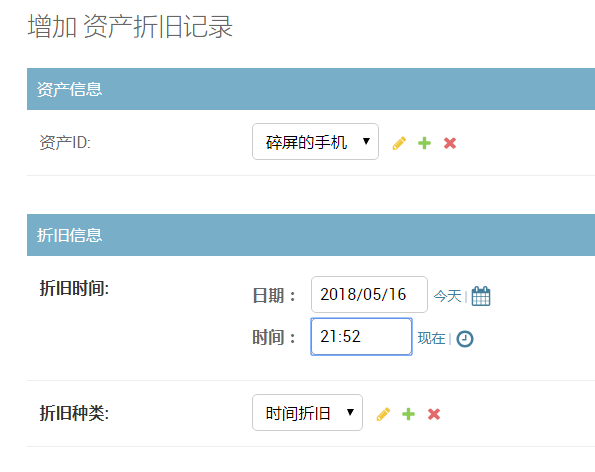 增加 资产折旧记录
资产信息
资产ID: 碎屏的手机
折旧信息
折旧时间: 日期： 2018/05/16 今天 |
时间： 21:52 现在 |
折旧种类: 时间折旧